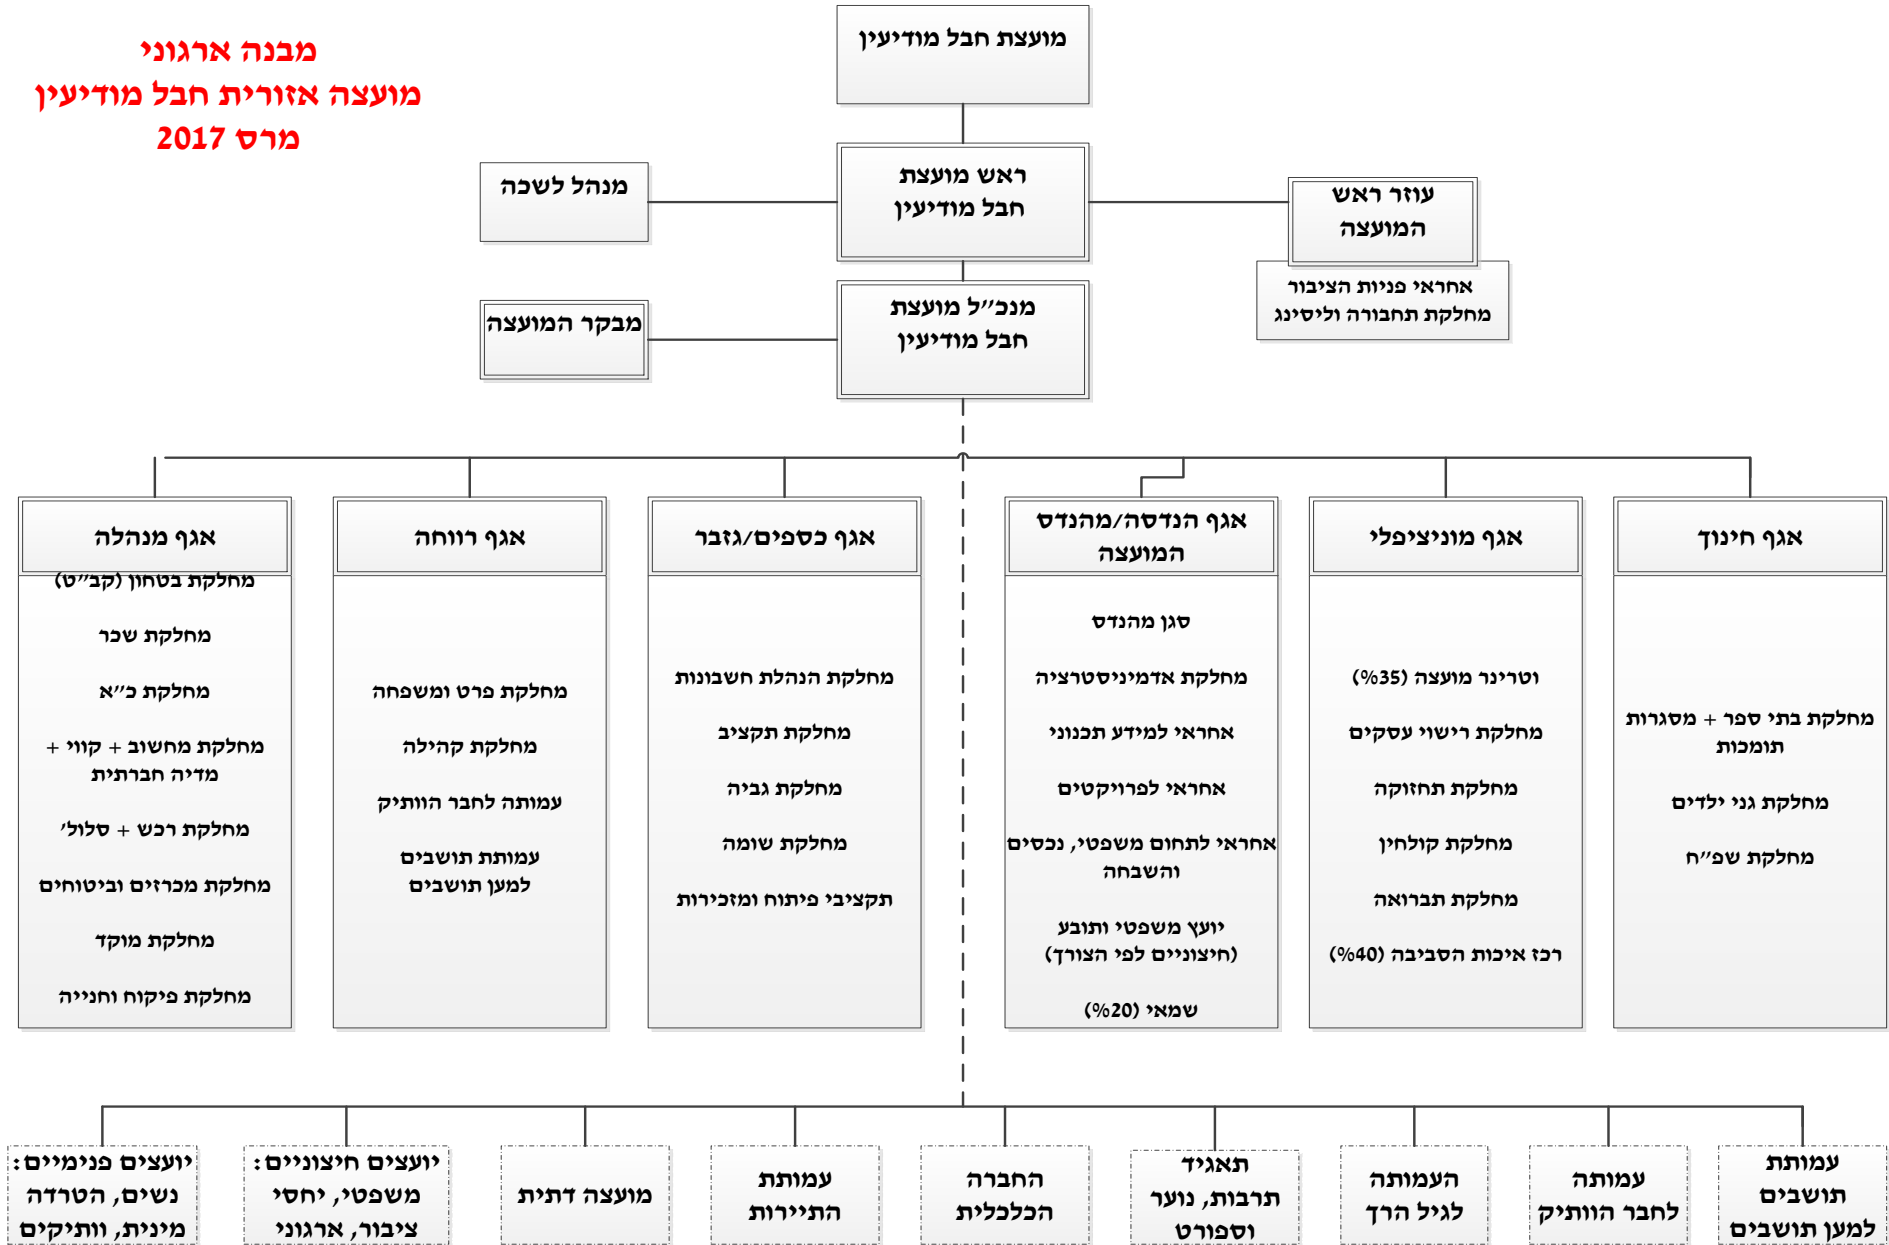 מבנה ארגוני
מועצה אזורית חבל מודיעין
מרס 2017
מועצת חבל מודיעין
ראש מועצת
חבל מודיעין
מנהל לשכה
עוזר ראש
המועצה
אחראי פניות הציבור
מחלקת תחבורה וליסינג
מנכ״ל מועצת
חבל מודיעין
מבקר המועצה
אגף חינוך
מחלקת בתי ספר + מסגרות
תומכות
מחלקת גני ילדים
מחלקת שפ״ח
אגף מוניציפלי
וטרינר מועצה (35%)
מחלקת רישוי עסקים
מחלקת תחזוקה
מחלקת קולחין
מחלקת תברואה
רכז איכות הסביבה (40%)
אגף הנדסה/מהנדס
המועצה
סגן מהנדס
מחלקת אדמיניסטרציה
אחראי למידע תכנוני
אחראי לפרויקטים
אחראי לתחום משפטי, נכסים
והשבחה
יועץ משפטי ותובע
(חיצוניים לפי הצורך)
שמאי (20%)
אגף כספים/גזבר
מחלקת הנהלת חשבונות
מחלקת תקציב
מחלקת גביה
מחלקת שומה
תקציבי פיתוח ומזכירות
אגף רווחה
מחלקת פרט ומשפחה
מחלקת קהילה
עמותה לחבר הוותיק
עמותת תושבים
למען תושבים
אגף מנהלה
מחלקת בטחון (קב״ט)
מחלקת שכר
מחלקת כ״א
מחלקת מחשוב + קווי +
מדיה חברתית
מחלקת רכש + סלול׳
מחלקת מכרזים וביטוחים
מחלקת מוקד
מחלקת פיקוח וחנייה
עמותת
תושבים
למען תושבים
עמותה
לחבר הוותיק
העמותה
לגיל הרך
תאגיד
תרבות, נוער
וספורט
החברה
הכלכלית
עמותת
התיירות
מועצה דתית
יועצים חיצוניים:
משפטי, יחסי
ציבור, ארגוני
יועצים פנימיים:
נשים, הטרדה
מינית, וותיקים